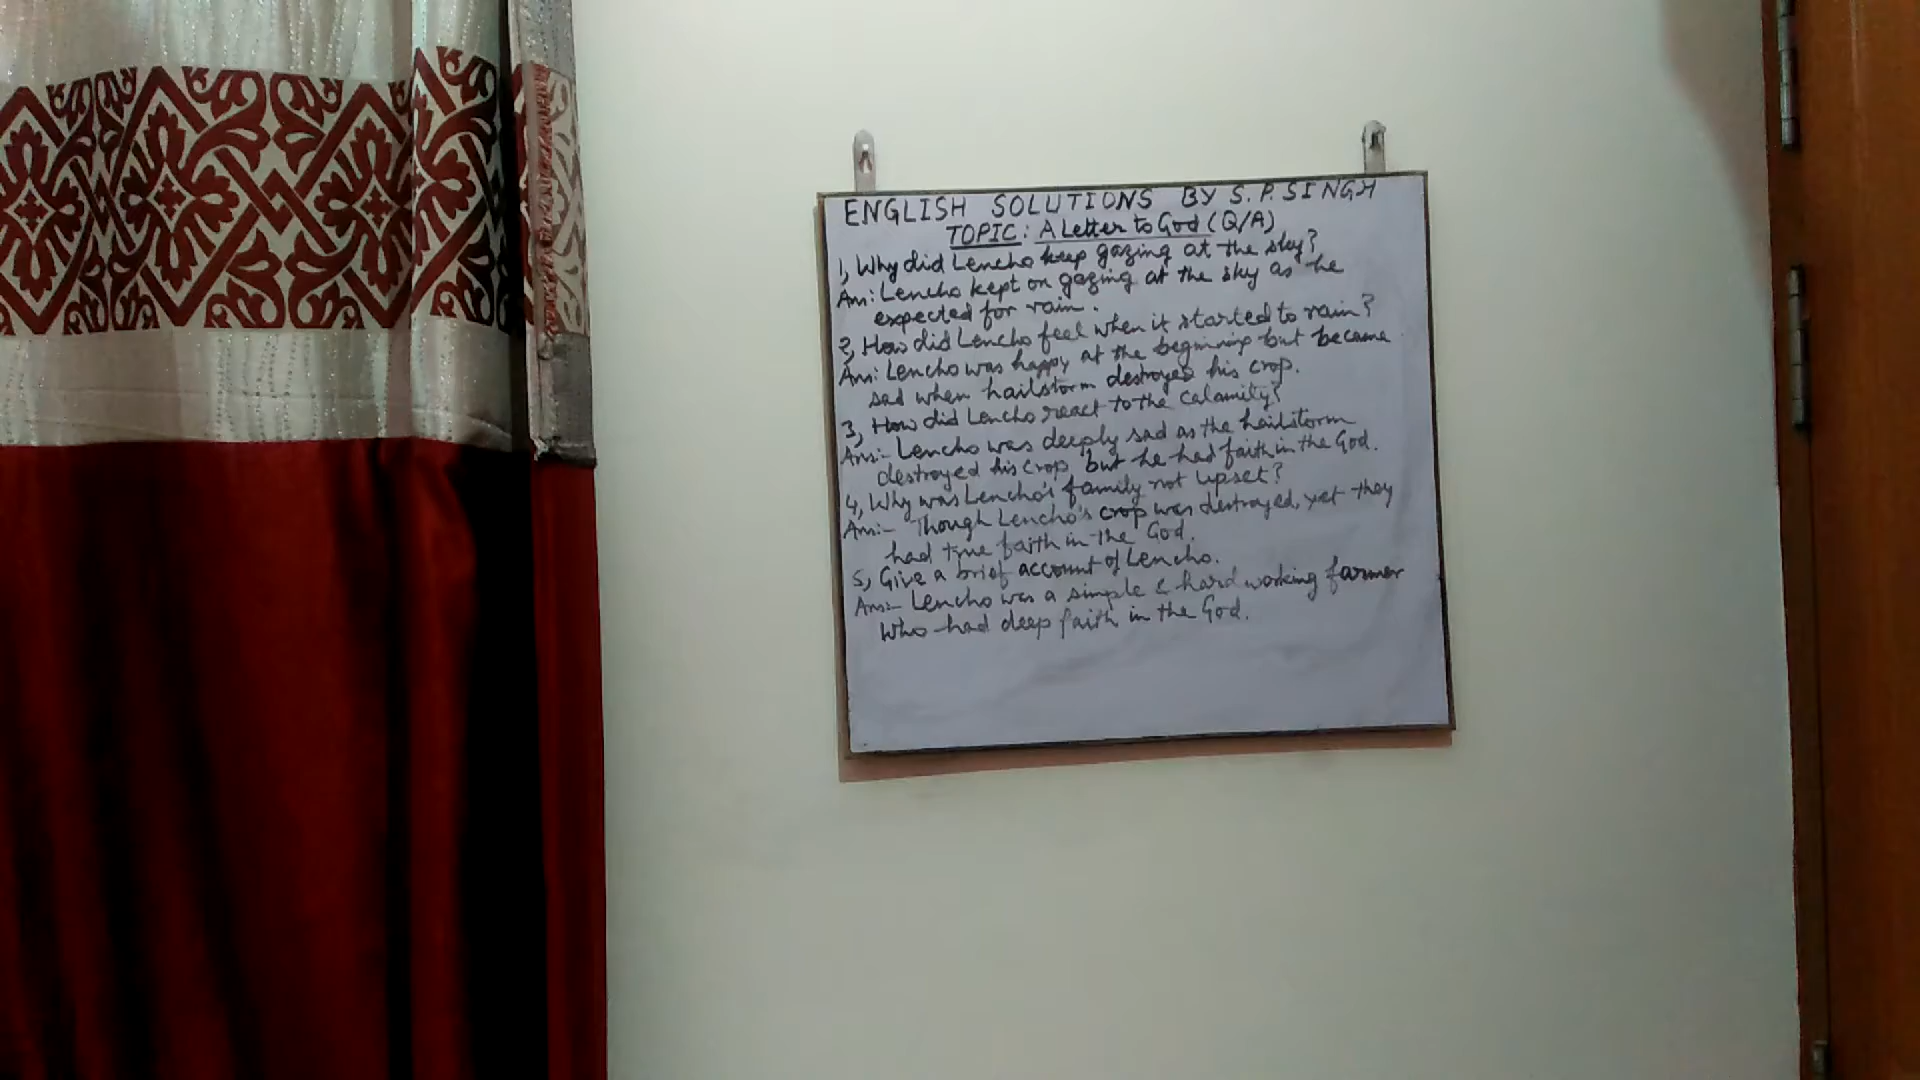 ENGLISH SOLUTIONS BY S.P.SINGH
TOPIC: A Letter to God (Q/A)
1, Why did Lencho keep gazing at the sky?
Ans: Lencho kept on gazing at the sky as he
expected for rain.
2, How did Lencho feel when it started to rain?
Ans: Lencho was happy at the beginning but became
sad when hailstorm destroyed his crop.
3, How did Lencho react to the calamity?
Ans:- Lencho was deeply sad as the hailstorm
destroyed his crop but he had faith in the God.
4, Why was Lencho's family not upset?
Ans:- Though Lencho's crop was destroyed, yet they
had true faith in the God.
5, Give a brief account of Lencho.
Ans:- Lencho was a simple & hard working farmer
who had deep faith in the God.